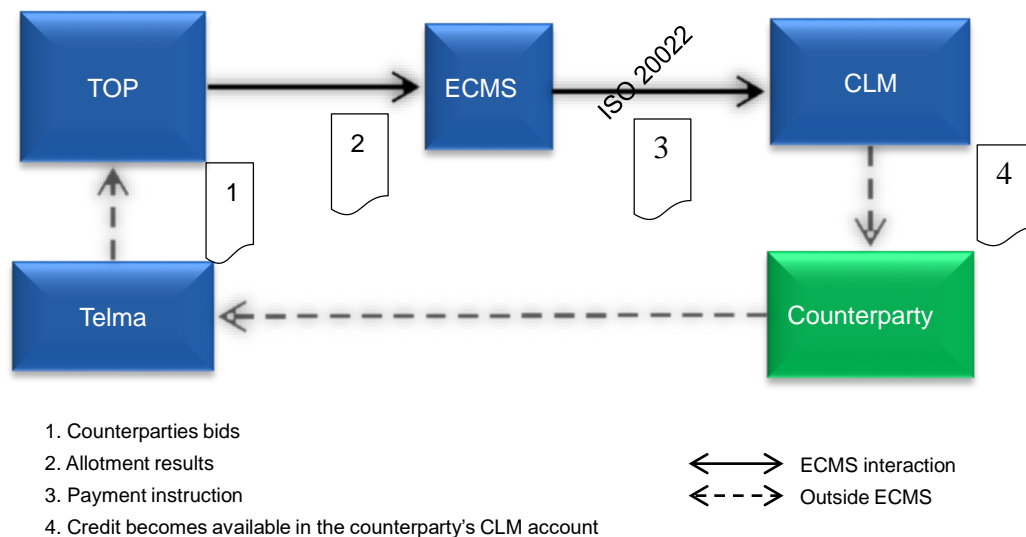 TOP
ECMS
ISO 20022
CLM
1
2
3
4
Telma
Counterparty
1. Counterparties bids
2. Allotment results
3. Payment instruction
4. Credit becomes available in the counterparty's CLM account
ECMS interaction
Outside ECMS